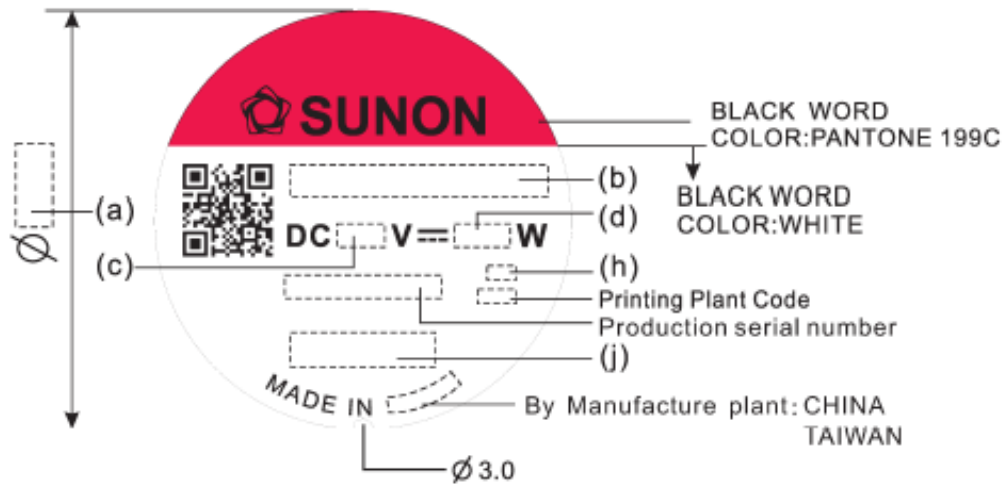 SUNON
BLACK WORD
COLOR:PANTONE 199C
(b)
BLACK WORD
COLOR:WHITE
(a)
(d)
DC V W
Ø
(c)
(h)
Printing Plant Code
Production serial number
(j)
MADE IN
By Manufacture plant: CHINA
TAIWAN
Ø 3.0